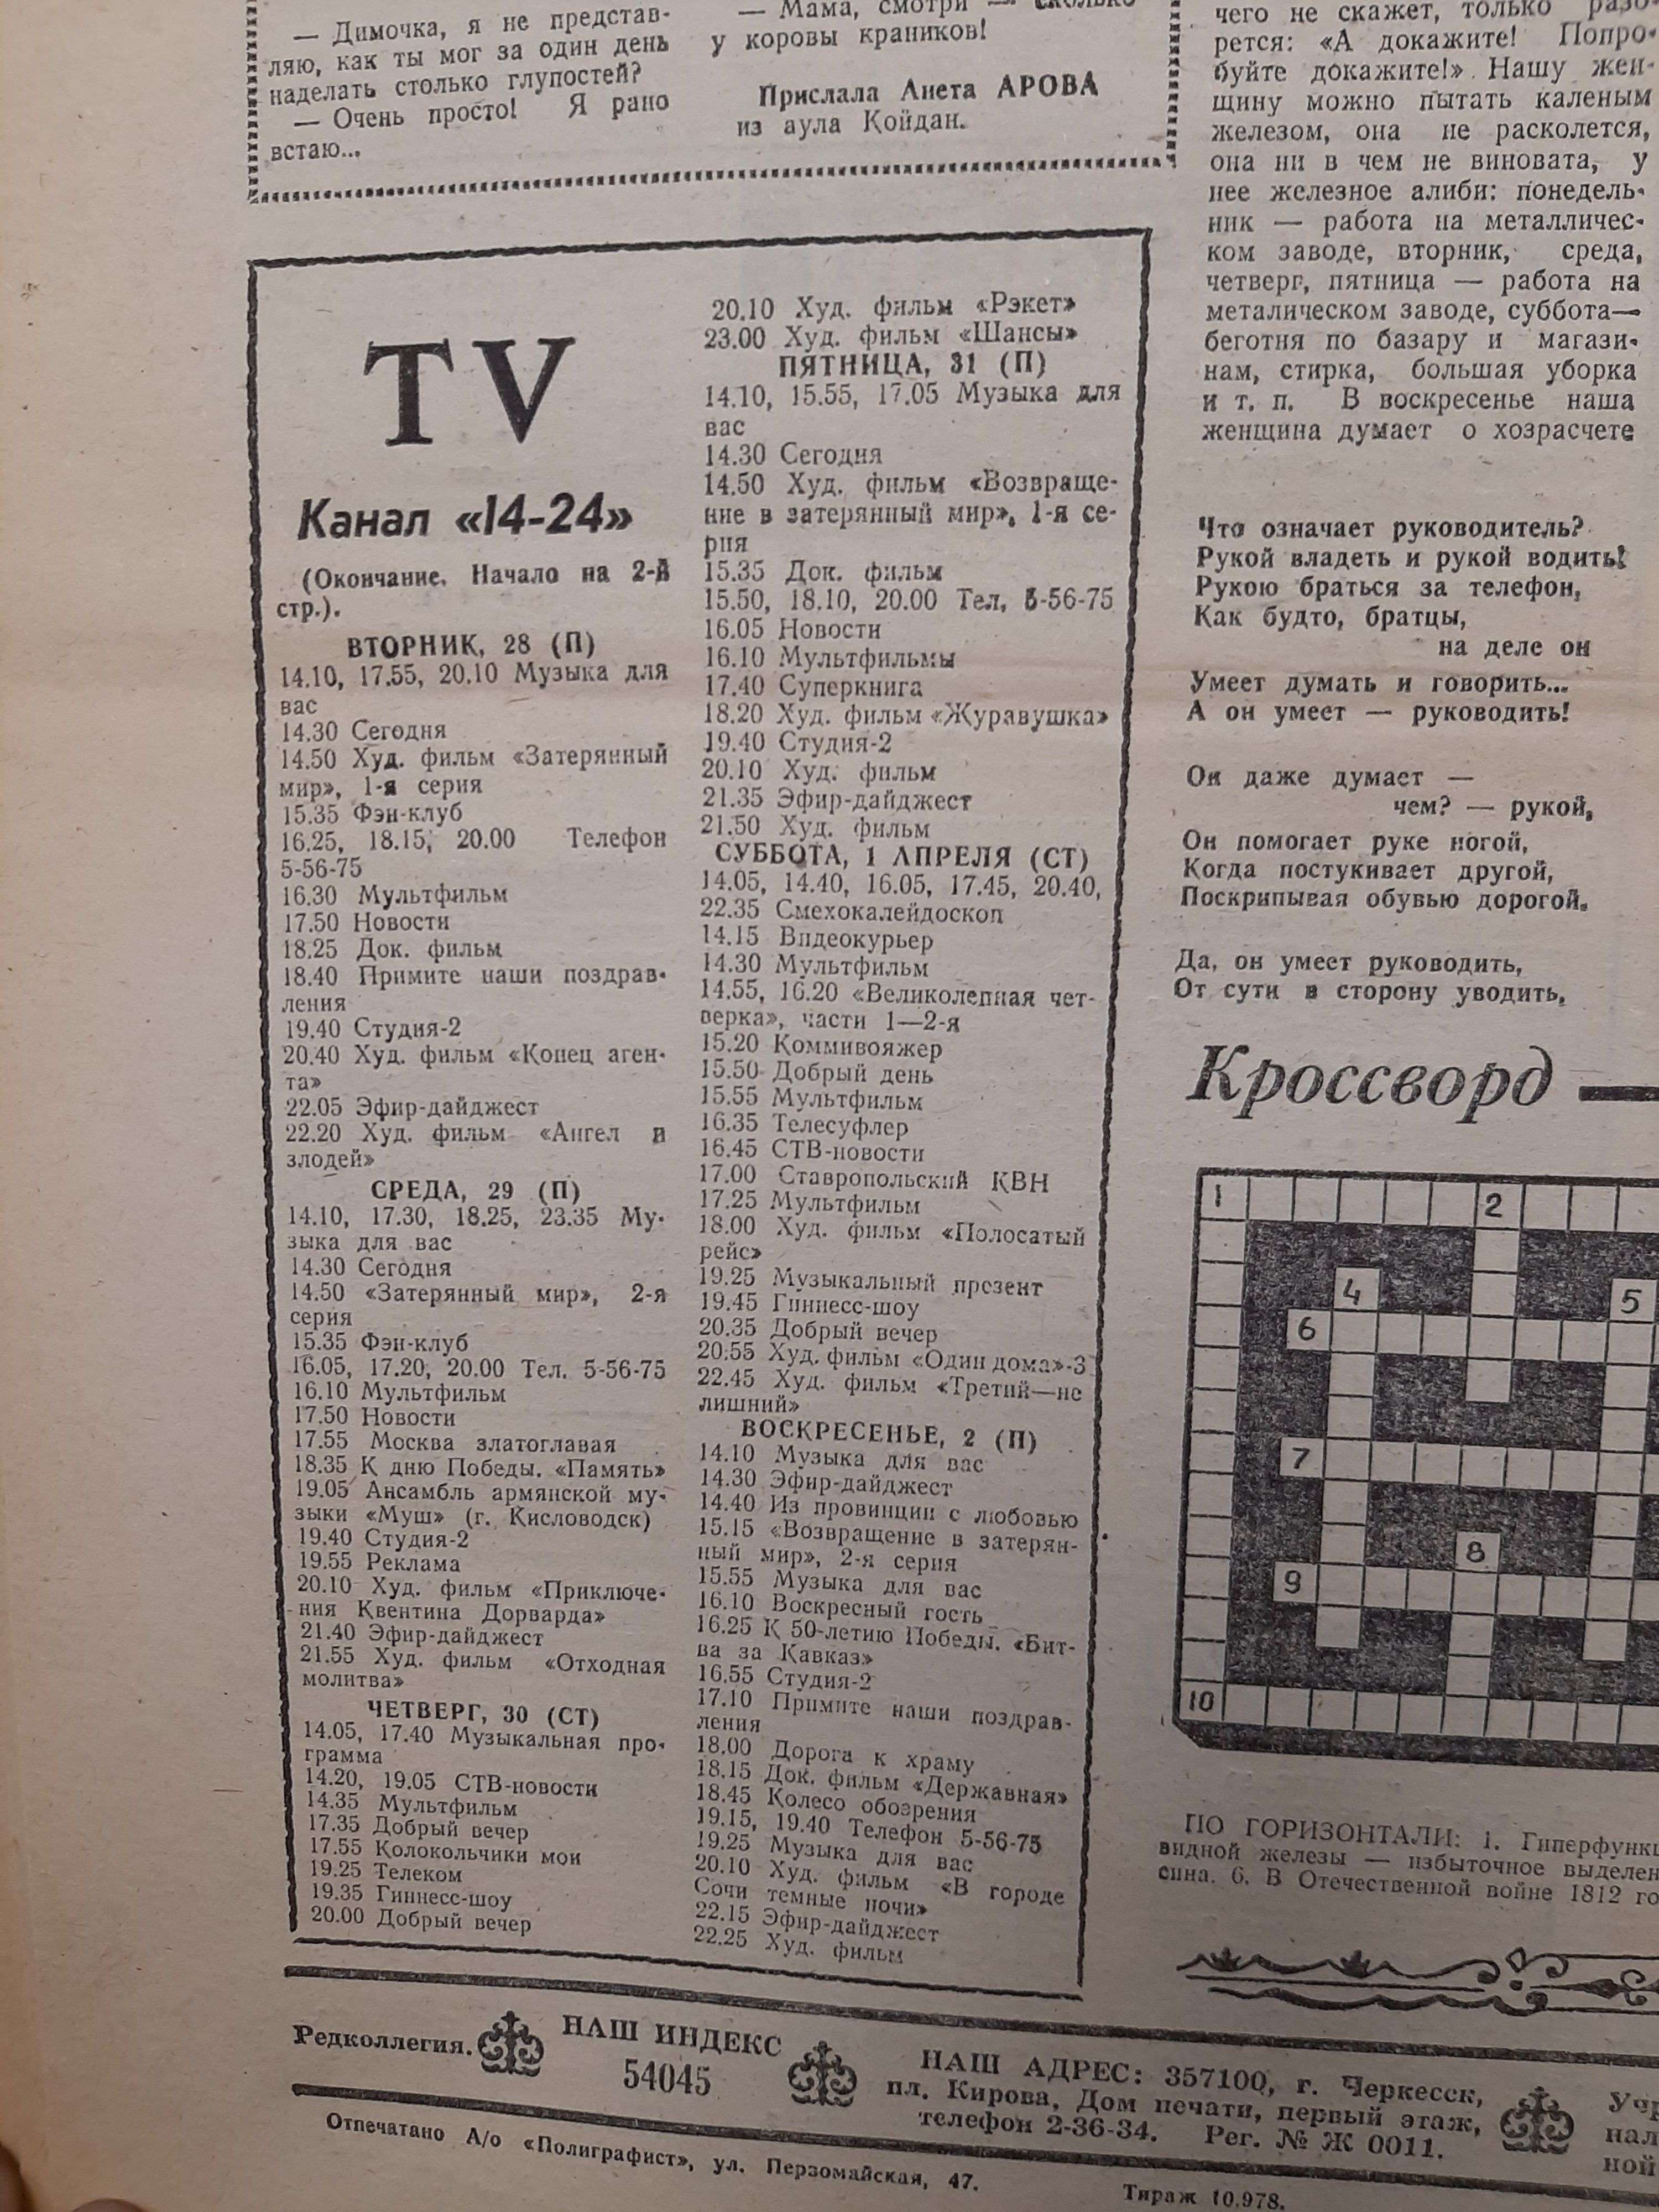 — Димочка, я не представ-
ляю, как ты мог за один день
наделать столько глупостей?
— Очень просто! Я рано
встаю...
— Мама, смотри — сколько
у коровы краников!
Прислала Анета АРОВА
из аула Койдан.
чего не скажет, только разо-
рется: «А докажите! Попро-
буйте докажите!». Нашу жен-
щину можно пытать каленым
железом, она не расколется,
она ни в чем не виновата, у
нее железное алиби: понедель-
ник — работа на металличес-
ком заводе, вторник, среда,
четверг, пятница — работа на
металическом заводе, суббота—
беготня по базару и магази-
нам, стирка, большая уборка
и т. п. В воскресенье наша
женщина думает о хозрасчете
TV
Канал «14-24»
(Окончание. Начало на 2-й
стр.).
ВТОРНИК, 28 (П)
14.10, 17.55, 20.10 Музыка для
вас
14.30 Сегодня
14.50 Худ. фильм «Затерянный
мир», 1-я серия
15.35 Фэн-клуб
16.25, 18.15, 20.00 Телефон
5-56-75
16.30 Мультфильм
17.50 Новости
18.25 Док. фильм
18.40 Примите наши поздрав-
ления
19.40 Студия-2
20.40 Худ. фильм «Конец аген-
та»
22.05 Эфир-дайджест
22.20 Худ. фильм «Ангел и
злодей»
СРЕДА, 29 (П)
14.10, 17.30, 18.25, 23.35 Му-
зыка для вас
14.30 Сегодня
14.50 «Затерянный мир», 2-я
серия
15.35 Фэн-клуб
16.05, 17.20, 20.00 Тел. 5-56-75
16.10 Мультфильм
17.50 Новости
17.55 Москва златоглавая
18.35 К дню Победы. «Память»
19.05 Ансамбль армянской му-
зыки «Муш» (г. Кисловодск)
19.40 Студия-2
19.55 Реклама
20.10 Худ. фильм «Приключе-
ния Квентина Дорварда»
21.40 Эфир-дайджест
21.55 Худ. фильм «Отходная
молитва»
ЧЕТВЕРГ, 30 (СТ)
14.05, 17.40 Музыкальная про-
грамма
14.20, 19.05 СТВ-новости
14.35 Мультфильм
17.35 Добрый вечер
17.55 Колокольчики мои
19.25 Телеком
19.35 Гиннесс-шоу
20.00 Добрый вечер
20.10 Худ. фильм «Рэкет»
23.00 Худ. фильм «Шансы»
ПЯТНИЦА, 31 (П)
14.10, 15.55, 17.05 Музыка для
вас
14.30 Сегодня
14.50 Худ. фильм «Возвраще-
ние в затерянный мир», 1-я се-
рия
15.35 Док. фильм
15.50, 18.10, 20.00 Тел. 5-56-75
16.05 Новости
16.10 Мультфильмы
17.40 Суперкнига
18.20 Худ. фильм «Журавушка»
19.40 Студия-2
20.10 Худ. фильм
21.35 Эфир-дайджест
21.50 Худ. фильм
СУББОТА, 1 АПРЕЛЯ (СТ)
14.05, 14.40, 16.05, 17.45, 20.40,
22.35 Смехокалейдоскоп
14.15 Видеокурьер
14.30 Мультфильм
14.55, 16.20 «Великолепная чет-
верка», части 1—2-я
15.20 Коммивояжер
15.50 Добрый день
15.55 Мультфильм
16.35 Телесуфлер
16.45 СТВ-новости
17.00 Ставропольский КВН
17.25 Мультфильм
18.00 Худ. фильм «Полосатый
рейс»
19.25 Музыкальный презент
19.45 Гиннесс-шоу
20.35 Добрый вечер
20.55 Худ. фильм «Один дома»-3
22.45 Худ. фильм «Третий—не
лишний»
ВОСКРЕСЕНЬЕ, 2 (П)
14.10 Музыка для вас
14.30 Эфир-дайджест
14.40 Из провинции с любовью
15.15 «Возвращение в затерян-
ный мир», 2-я серия
15.55 Музыка для вас
16.10 Воскресный гость
16.25 К 50-летию Победы. «Бит-
ва за Кавказ»
16.55 Студия-2
17.10 Примите наши поздрав-
ления
18.00 Дорога к храму
18.15 Док. фильм «Державная»
18.45 Колесо обозрения
19.15, 19.40 Телефон 5-56-75
19.25 Музыка для вас
20.10 Худ. фильм «В городе
Сочи темные ночи»
22.15 Эфир-дайджест
22.25 Худ. фильм
Что означает руководитель?
Рукой владеть и рукой водить!
Рукою браться за телефон,
Как будто, братцы,
на деле он
Умеет думать и говорить...
А он умеет — руководить!
Он даже думает —
чем? — рукой,
Он помогает руке ногой,
Когда постукивает другой,
Поскрипывая обувью дорогой.
Да, он умеет руководить,
От сути в сторону уводить.
Кроссворд —
1
2
4
5
6
7
8
9
10
ПО ГОРИЗОНТАЛИ: 1. Гиперфункц
видной железы — избыточное выделен
сина. 6. В Отечественной войне 1812 го
Редколлегия.
НАШ ИНДЕКС
54045
НАШ АДРЕС: 357100, г. Черкесск,
пл. Кирова, Дом печати, первый этаж,
телефон 2-36-34. Рег. № Ж 0011.
Учр
нал
ной
Отпечатано А/о «Полиграфист», ул. Перзомайская, 47.
Тираж 10.978.